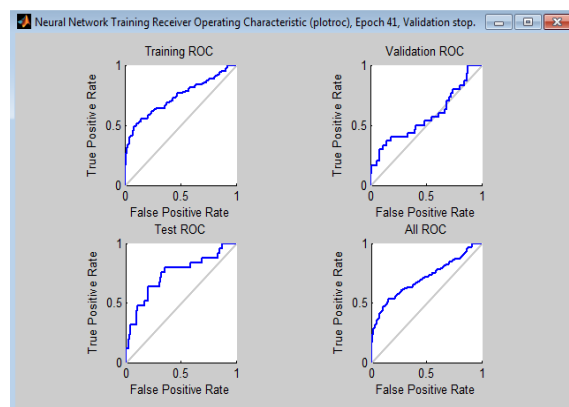 Neural Network Training Receiver Operating Characteristic (plotroc), Epoch 41, Validation stop.
Training ROC
1
0.5
0
True Positive Rate
0
0.5
1
False Positive Rate
Validation ROC
1
0.5
0
True Positive Rate
0
0.5
1
False Positive Rate
Test ROC
1
0.5
0
True Positive Rate
0
0.5
1
False Positive Rate
All ROC
1
0.5
0
True Positive Rate
0
0.5
1
False Positive Rate